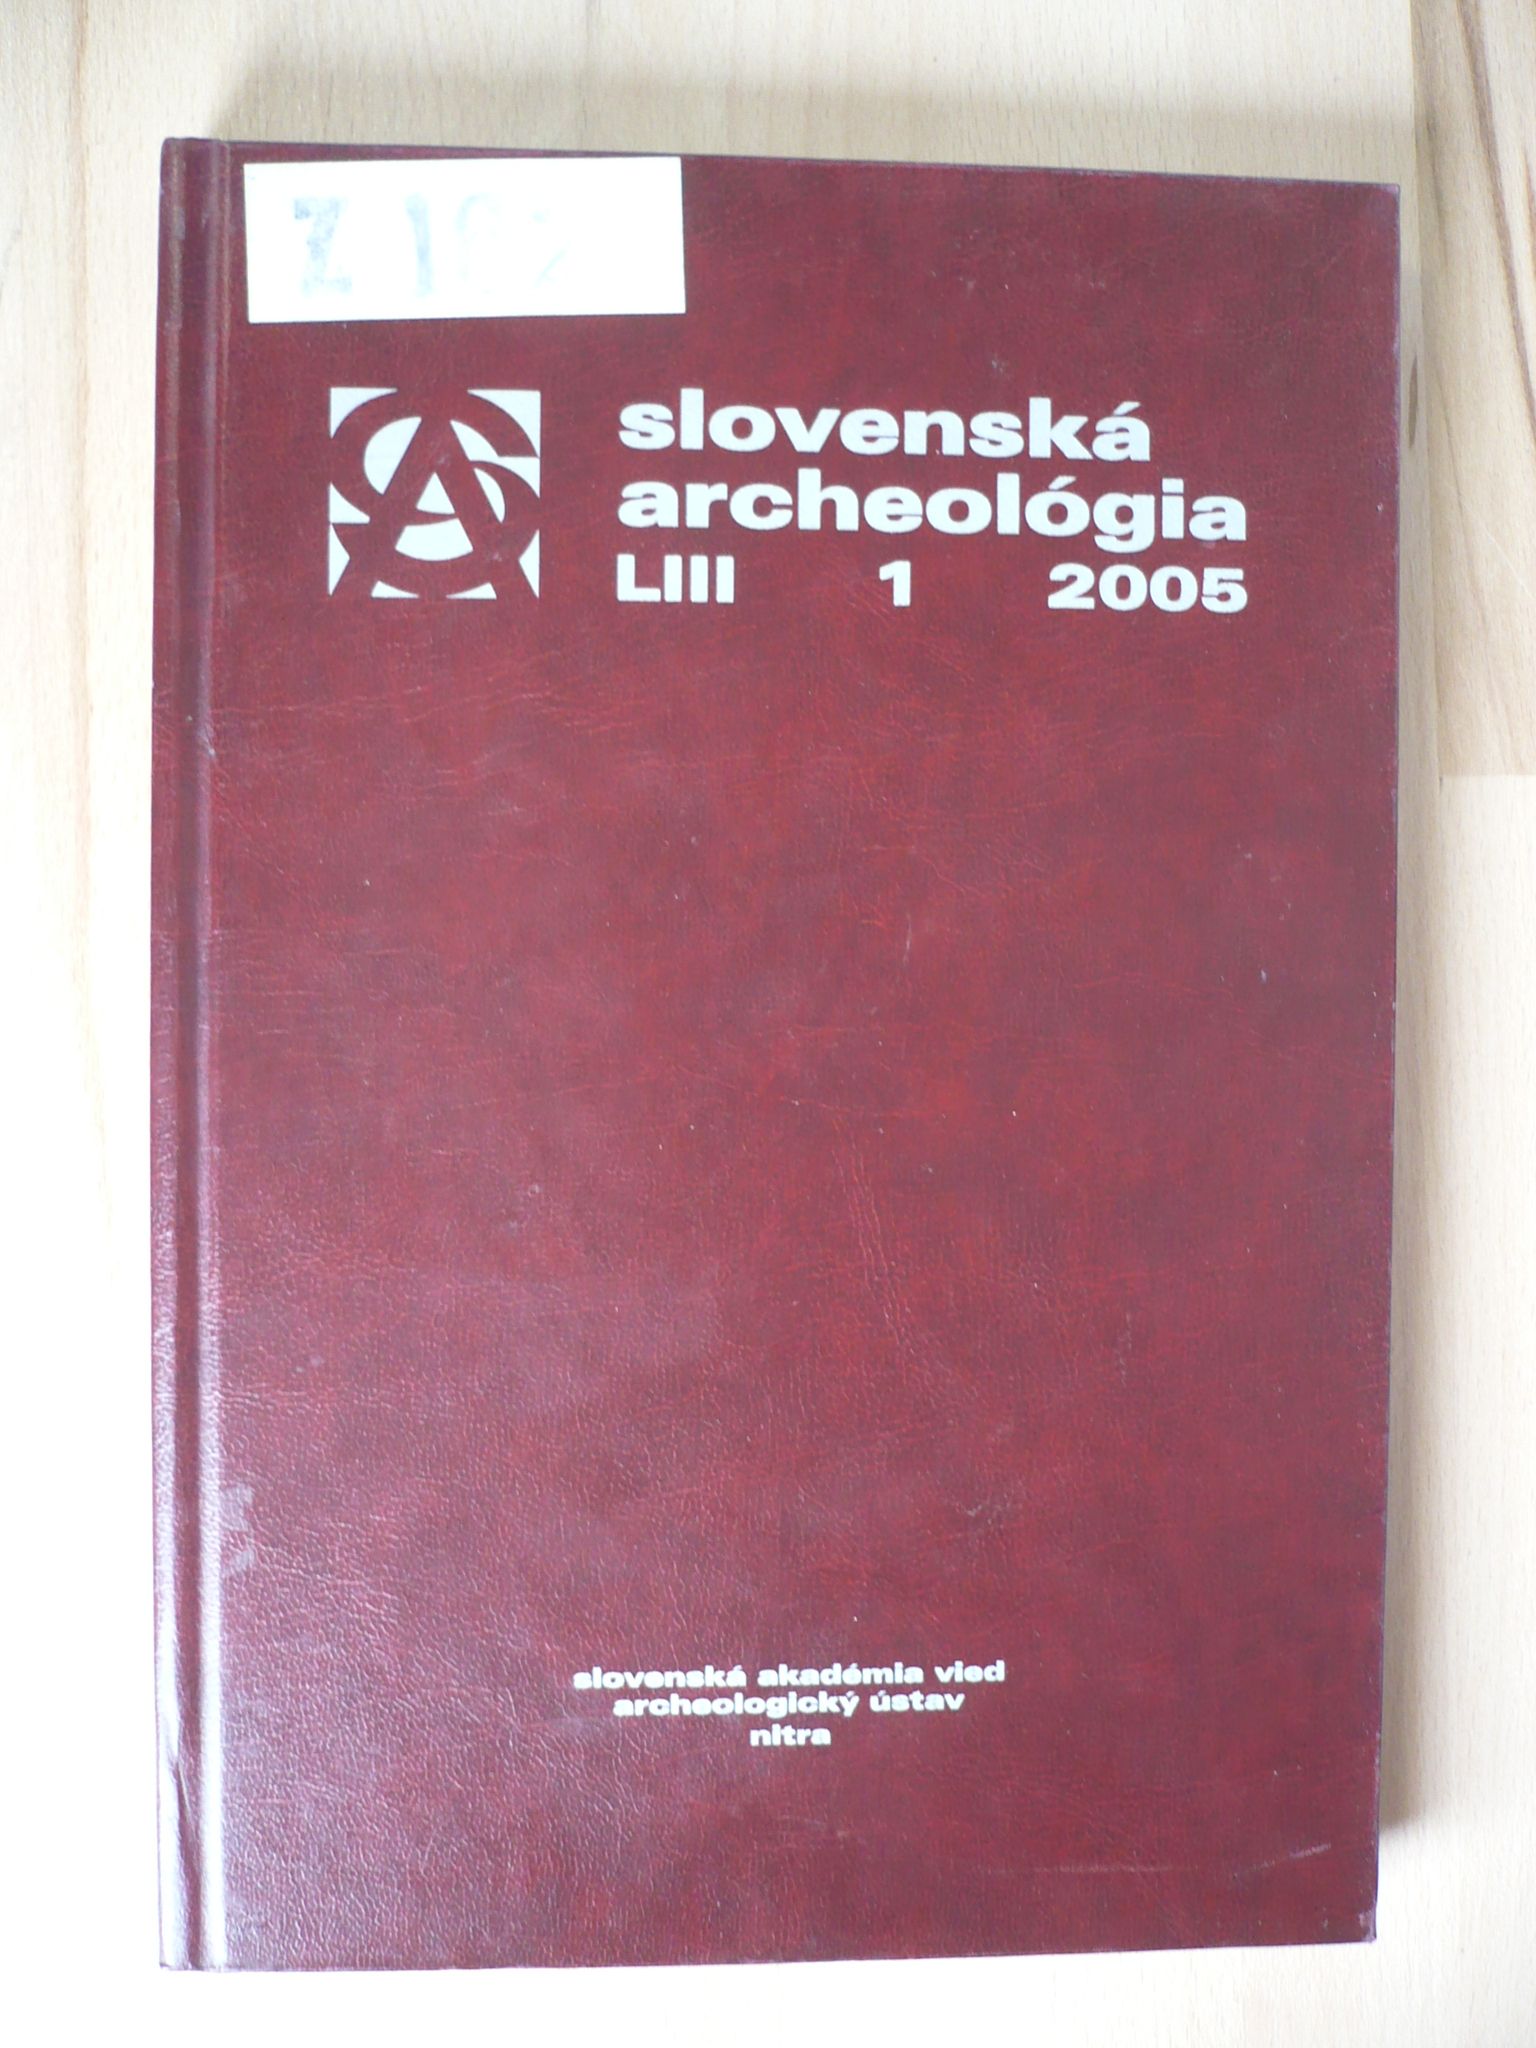 slovenská
archeológia
LIII 1 2005
slovenská akadémia vied
archeologický ústav
nitra